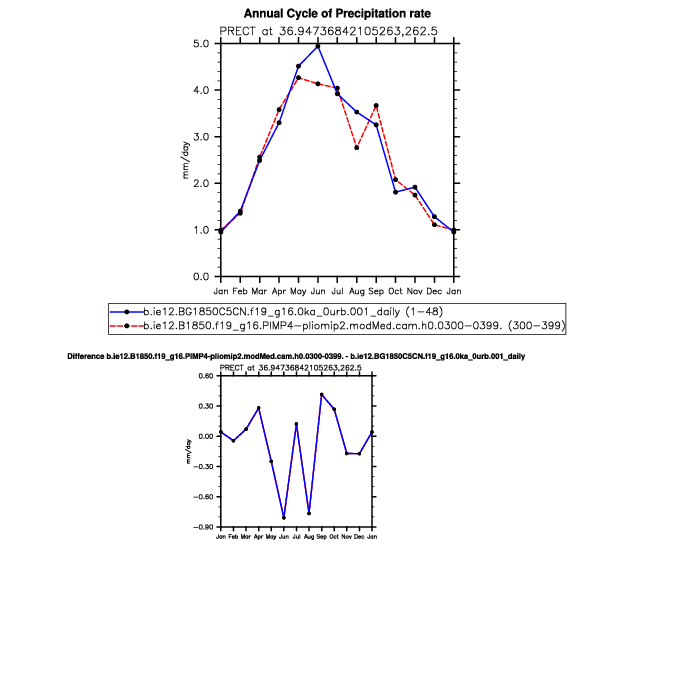 Annual Cycle of Precipitation rate
PRECT at 36.94736842105263,262.5
5.0
4.0
3.0
2.0
1.0
0.0
mm/day
Jan Feb Mar Apr May Jun Jul Aug Sep Oct Nov Dec Jan
b.ie12.BG1850C5CN.f19_g16.0ka_0urb.001_daily (1-48)
b.ie12.B1850.f19_g16.PIMP4-pliomip2.modMed.cam.h0.0300-0399. (300-399)
Difference b.ie12.B1850.f19_g16.PIMP4-pliomip2.modMed.cam.h0.0300-0399. - b.ie12.BG1850C5CN.f19_g16.0ka_0urb.001_daily
PRECT at 36.94736842105263,262.5
0.60
0.30
0.00
-0.30
-0.60
-0.90
mm/day
Jan Feb Mar Apr May Jun Jul Aug Sep Oct Nov Dec Jan